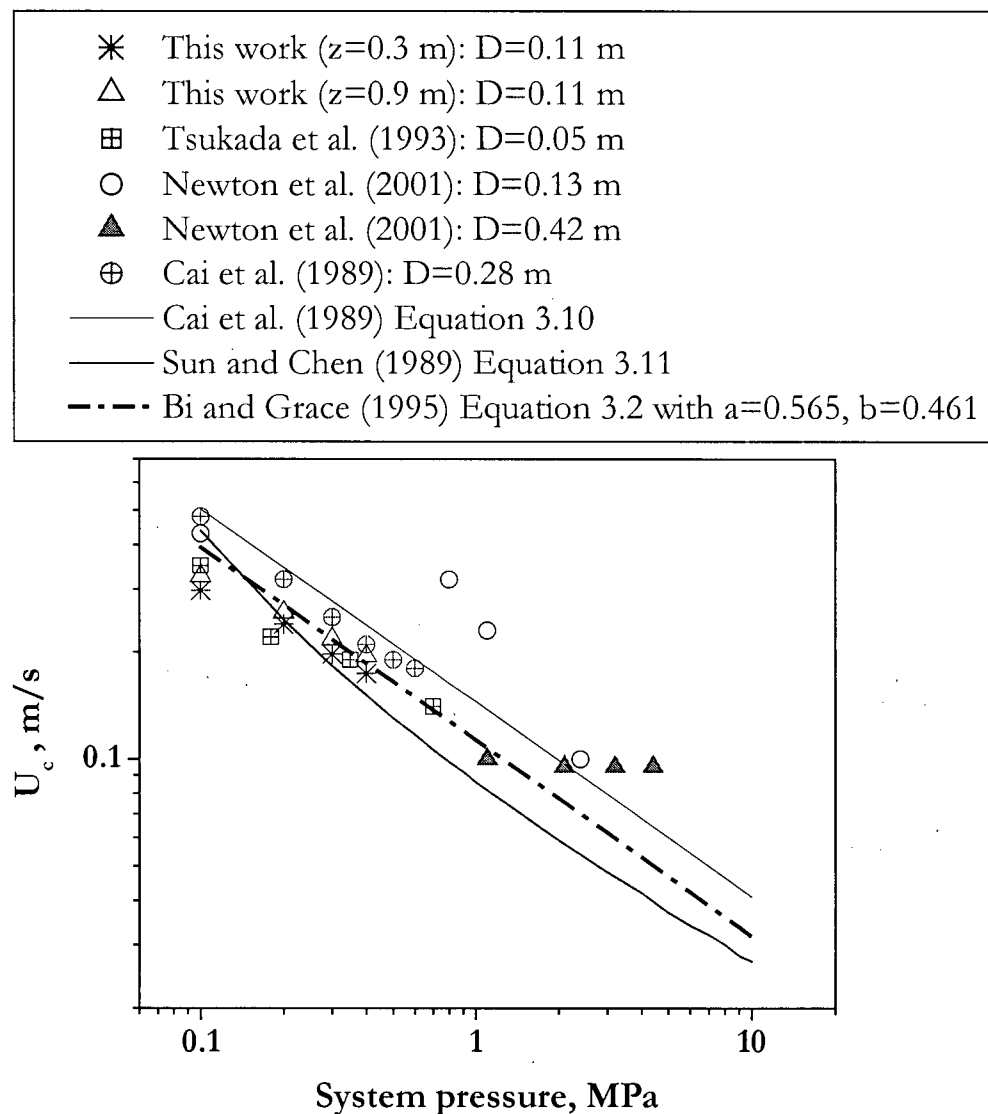 This work (z=0.3 m): D=0.11 m
This work (z=0.9 m): D=0.11 m
Tsukada et al. (1993): D=0.05 m
Newton et al. (2001): D=0.13 m
Newton et al. (2001): D=0.42 m
Cai et al. (1989): D=0.28 m
Cai et al. (1989) Equation 3.10
Sun and Chen (1989) Equation 3.11
Bi and Grace (1995) Equation 3.2 with a=0.565, b=0.461
U_c, m/s
0.1
0.1 1 10
System pressure, MPa